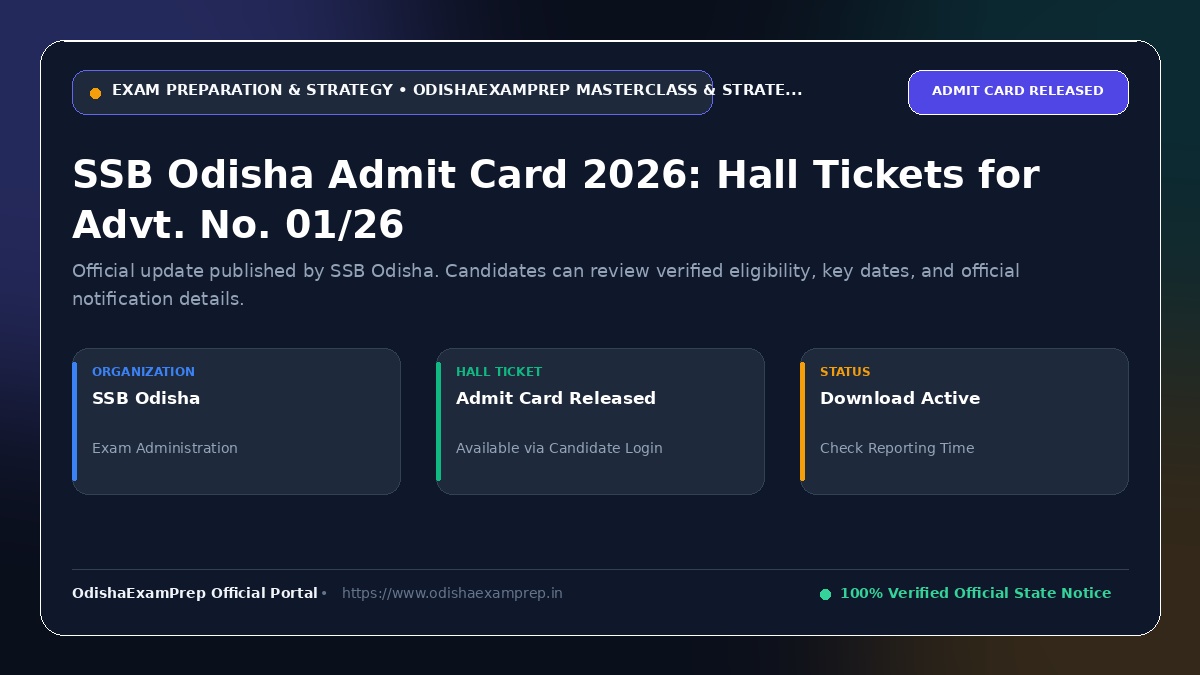 EXAM PREPARATION & STRATEGY • ODISHAEXAMPREP MASTERCLASS & STRATE...
ADMIT CARD RELEASED
SSB Odisha Admit Card 2026: Hall Tickets for
Advt. No. 01/26
Official update published by SSB Odisha. Candidates can review verified eligibility, key dates, and official
notification details.
ORGANIZATION
SSB Odisha
Exam Administration
HALL TICKET
Admit Card Released
Available via Candidate Login
STATUS
Download Active
Check Reporting Time
OdishaExamPrep Official Portal • https://www.odishaexamprep.in
100% Verified Official State Notice